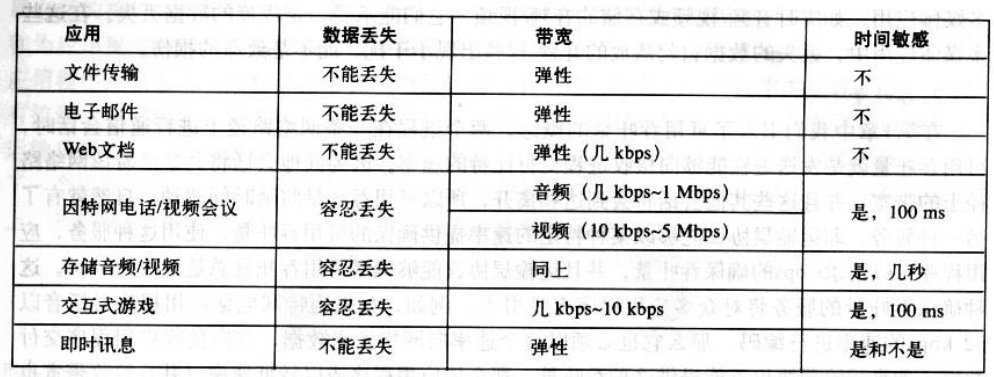 应用 数据丢失 带宽 时间敏感
文件传输 不能丢失 弹性 不
电子邮件 不能丢失 弹性 不
Web文档 不能丢失 弹性（几 kbps） 不
因特网电话/视频会议 容忍丢失 音频（几 kbps~1 Mbps） 是，100 ms
视频（10 kbps~5 Mbps）
存储音频/视频 容忍丢失 同上 是，几秒
交互式游戏 容忍丢失 几 kbps~10 kbps 是，100 ms
即时讯息 不能丢失 弹性 是和不是